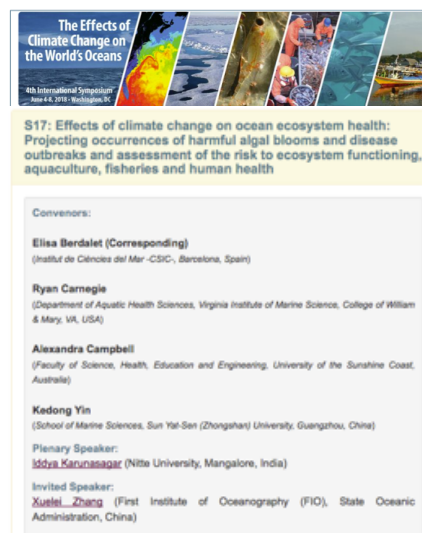 The Effects of
Climate Change on
the World's Oceans
4th International Symposium
June 4-8, 2018 • Washington, DC
S17: Effects of climate change on ocean ecosystem health:
Projecting occurrences of harmful algal blooms and disease
outbreaks and assessment of the risk to ecosystem functioning,
aquaculture, fisheries and human health
Convenors:
Elisa Berdalet (Corresponding)
(Institut de Ciències del Mar -CSIC-, Barcelona, Spain)
Ryan Carnegie
(Department of Aquatic Health Sciences, Virginia Institute of Marine Science, College of William
& Mary, VA, USA)
Alexandra Campbell
(Faculty of Science, Health, Education and Engineering, University of the Sunshine Coast,
Australia)
Kedong Yin
(School of Marine Sciences, Sun Yat-Sen (Zhongshan) University, Guangzhou, China)
Plenary Speaker:
Iddya Karunasagar (Nitte University, Mangalore, India)
Invited Speaker:
Xuelei Zhang (First Institute of Oceanography (FIO), State Oceanic
Administration, China)